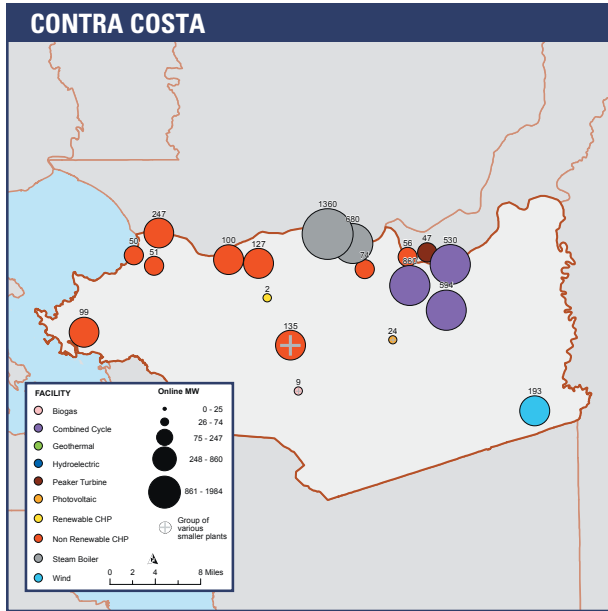 CONTRA COSTA
1360
680
247
50
51
100
127
74
56
47
530
594
2
99
135
24
9
193
FACILITY
Biogas
Combined Cycle
Geothermal
Hydroelectric
Peaker Turbine
Photovoltaic
Renewable CHP
Non Renewable CHP
Steam Boiler
Wind
Online MW
0 - 25
26 - 74
75 - 247
248 - 860
861 - 1984
Group of
various
smaller plants
0 2 4 8 Miles